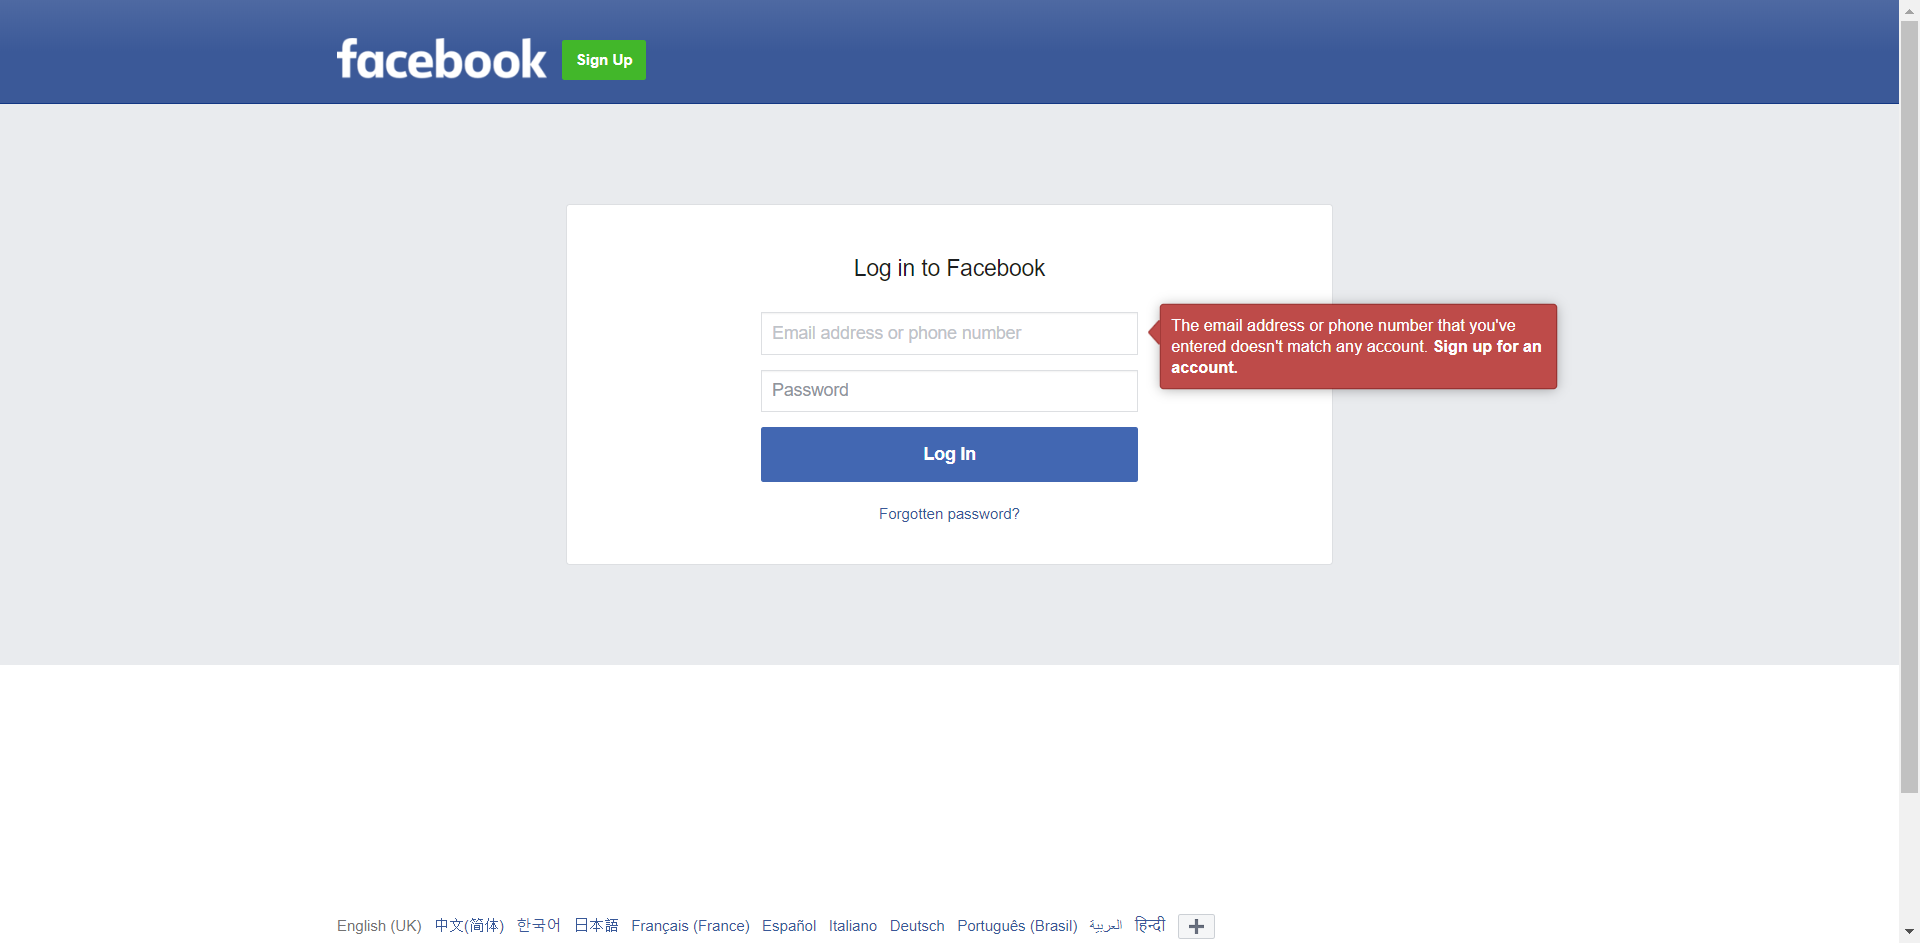 facebook
Sign Up
Log in to Facebook
Email address or phone number
The email address or phone number that you've
entered doesn't match any account. Sign up for an
account.
Password
Log In
Forgotten password?
English (UK) 中文(简体) 한국어 日本語 Français (France) Español Italiano Deutsch Português (Brasil) العربية हिन्दी